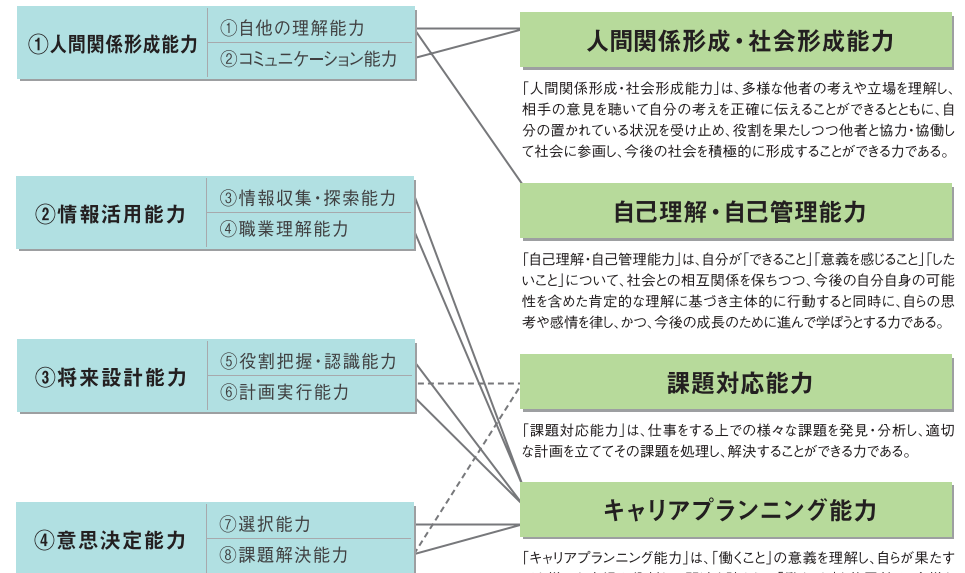 ①人間関係形成能力
①自他の理解能力
②コミュニケーション能力
②情報活用能力
③情報収集・探索能力
④職業理解能力
③将来設計能力
⑤役割把握・認識能力
⑥計画実行能力
④意思決定能力
⑦選択能力
⑧課題解決能力
人間関係形成・社会形成能力
「人間関係形成・社会形成能力」は、多様な他者の考えや立場を理解し、
相手の意見を聴いて自分の考えを正確に伝えることができるとともに、自
分の置かれている状況を受け止め、役割を果たしつつ他者と協力・協働し
て社会に参画し、今後の社会を積極的に形成することができる力である。
自己理解・自己管理能力
「自己理解・自己管理能力」は、自分が「できること」「意義を感じること」「した
いこと」について、社会との相互関係を保ちつつ、今後の自分自身の可能
性を含めた肯定的な理解に基づき主体的に行動すると同時に、自らの思
考や感情を律し、かつ、今後の成長のために進んで学ぼうとする力である。
課題対応能力
「課題対応能力」は、仕事をする上での様々な課題を発見・分析し、適切
な計画を立ててその課題を処理し、解決することができる力である。
キャリアプランニング能力
「キャリアプランニング能力」は、「働くこと」の意義を理解し、自らが果たす